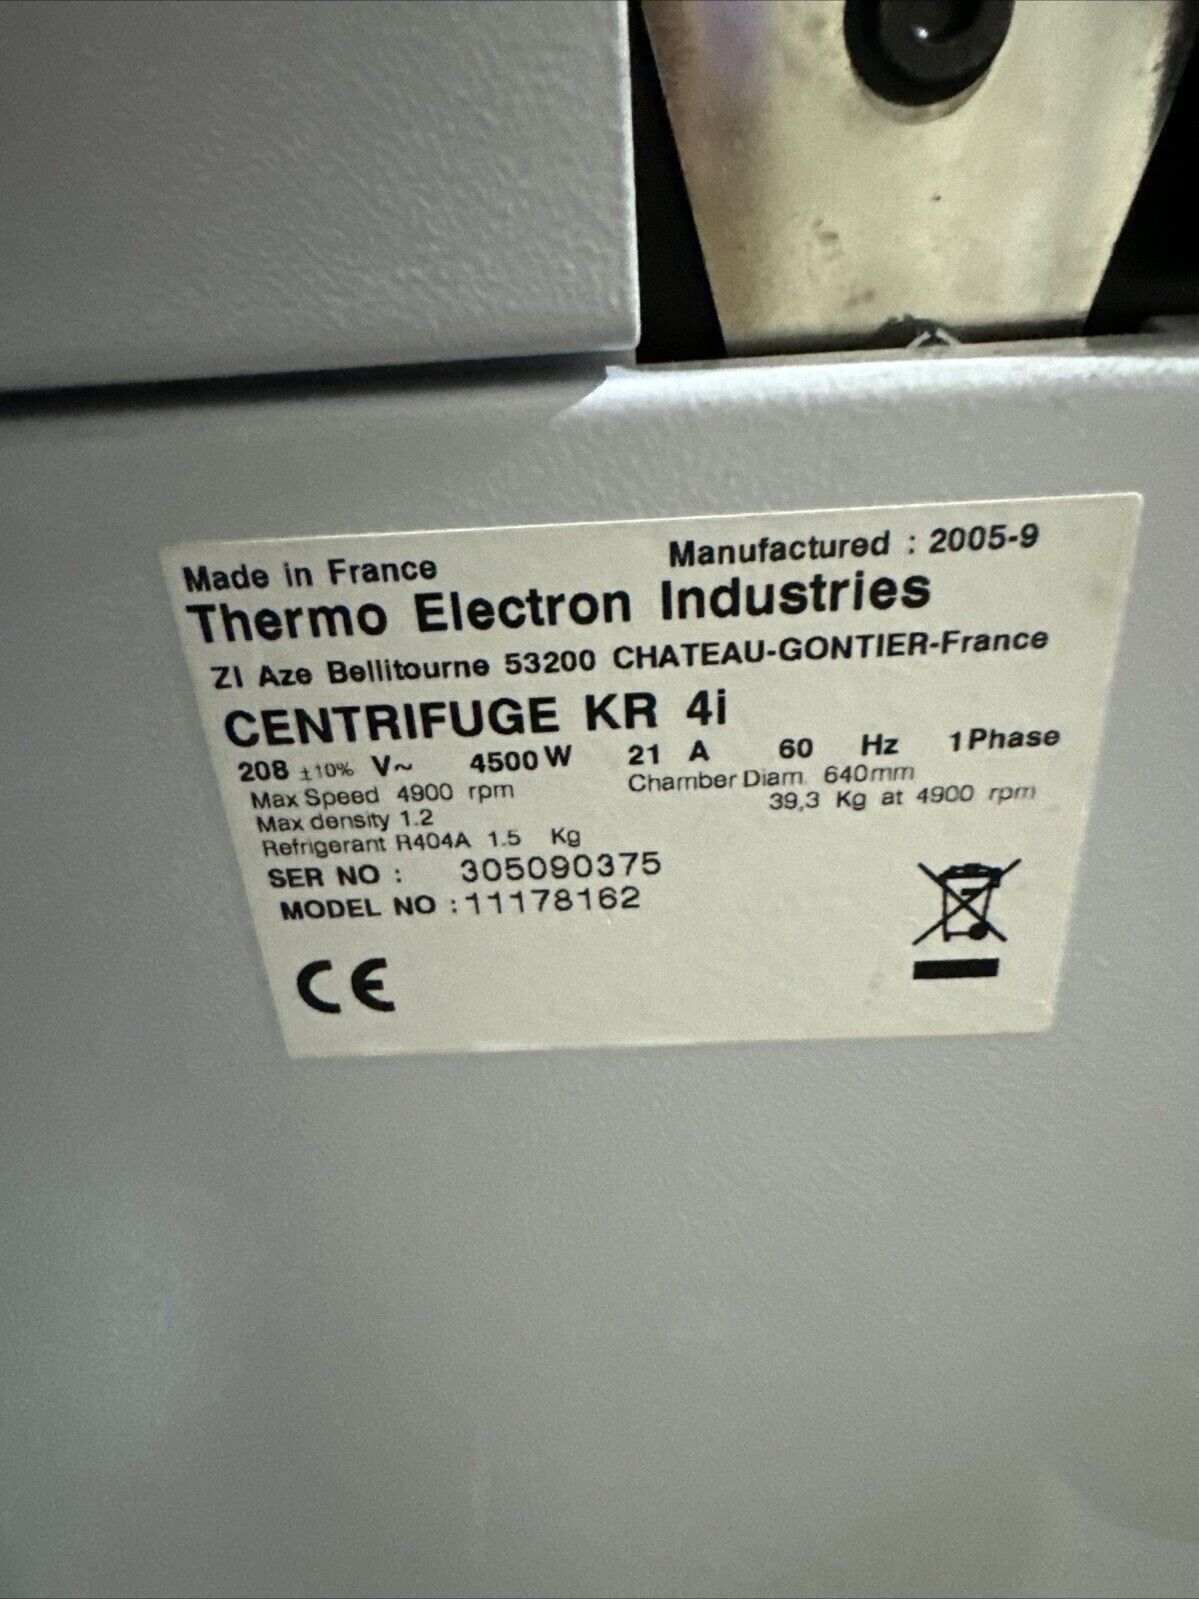 Made in France Manufactured : 2005-9
Thermo Electron Industries
ZI Aze Bellitourne 53200 CHATEAU-GONTIER-France
CENTRIFUGE KR 4i
208 ±10% V~ 4500 W 21 A 60 Hz 1 Phase
Max Speed 4900 rpm Chamber Diam. 640mm
Max density 1.2 39,3 Kg at 4900 rpm
Refrigerant R404A 1.5 Kg
SER NO : 305090375
MODEL NO : 11178162
CE